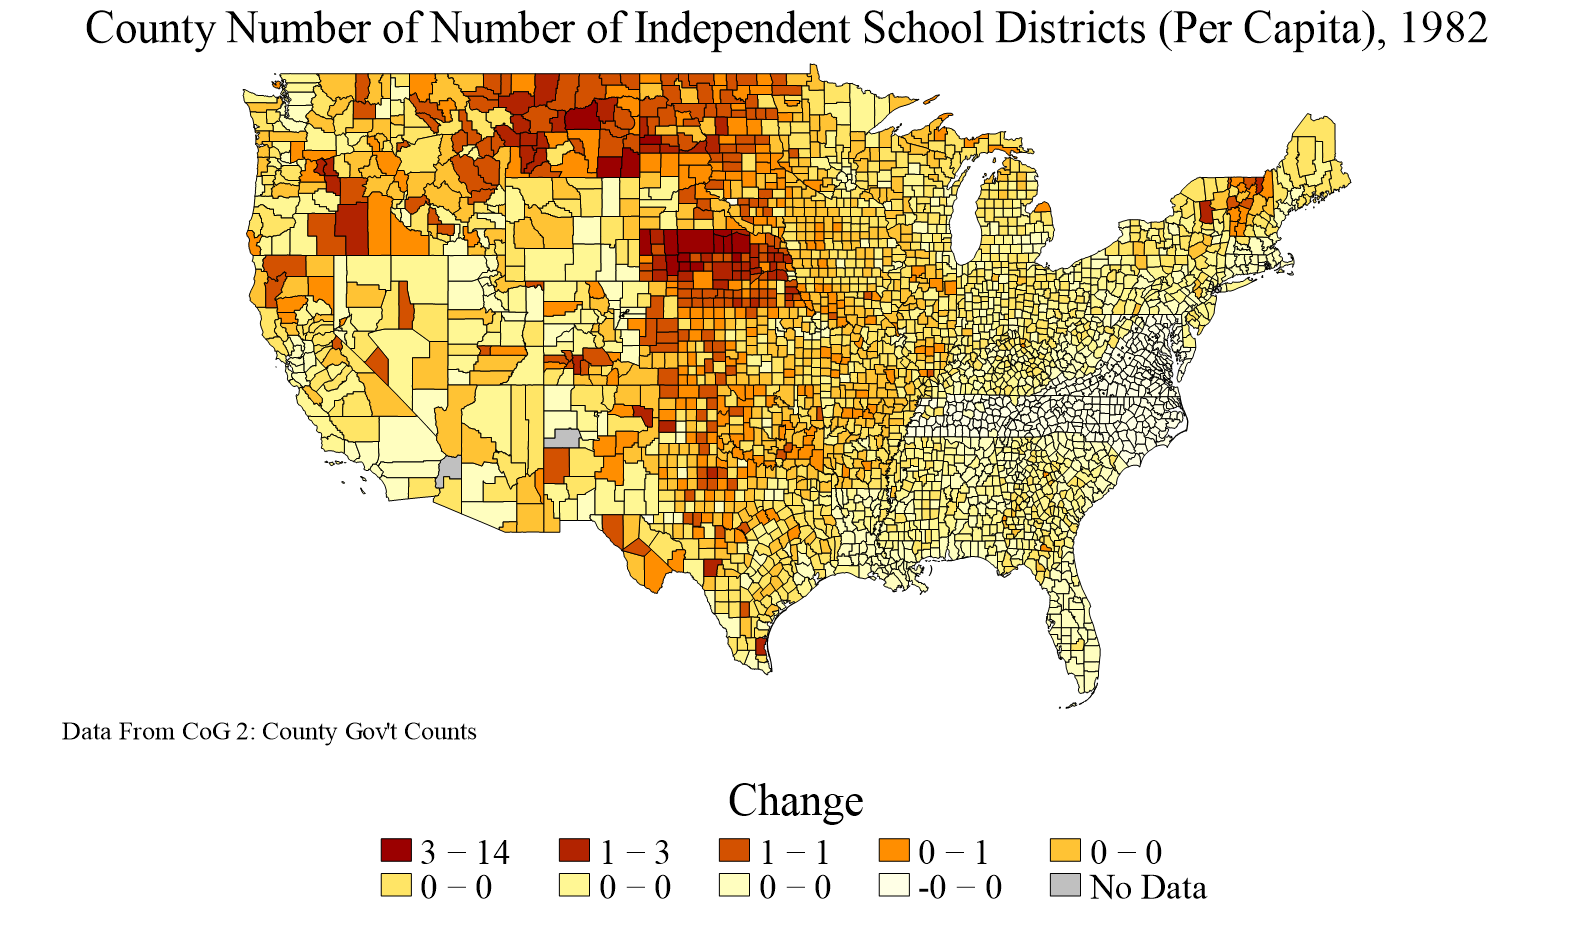 County Number of Number of Independent School Districts (Per Capita), 1982
Data From CoG 2: County Gov't Counts
Change
3 − 14 1 − 3 1 − 1 0 − 1 0 − 0
0 − 0 0 − 0 0 − 0 -0 − 0 No Data